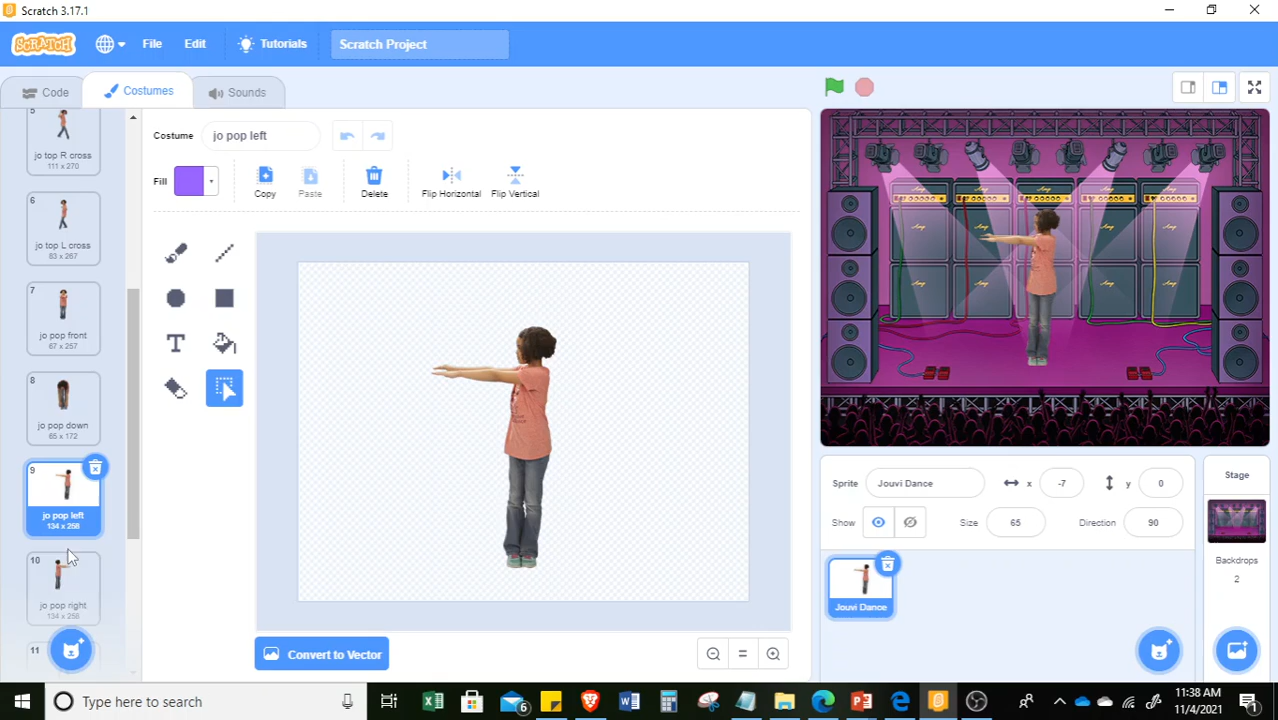 Scratch 3.17.1
SCRATCH File Edit Tutorials Scratch Project
Code Costumes Sounds
5
jo top R cross
111 x 270
6
jo top L cross
83 x 267
7
jo pop front
67 x 257
8
jo pop down
65 x 172
9
jo pop left
134 x 258
10
jo pop right
134 x 258
11
Costume jo pop left
Fill Copy Paste Delete Flip Horizontal Flip Vertical
T
Convert to Vector
Sprite Jouvi Dance x -7 y 0
Show Size 65 Direction 90
Jouvi Dance
Stage
Backdrops
2
Type here to search
6
11:38 AM
11/4/2021
1